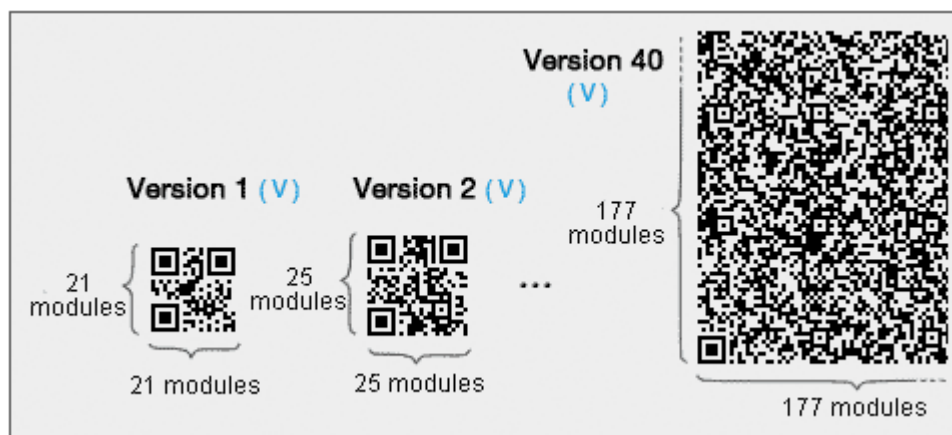 Version 40
(V)
Version 1 (V)
Version 2 (V)
177
modules
21
modules
25
modules
...
21 modules
25 modules
177 modules